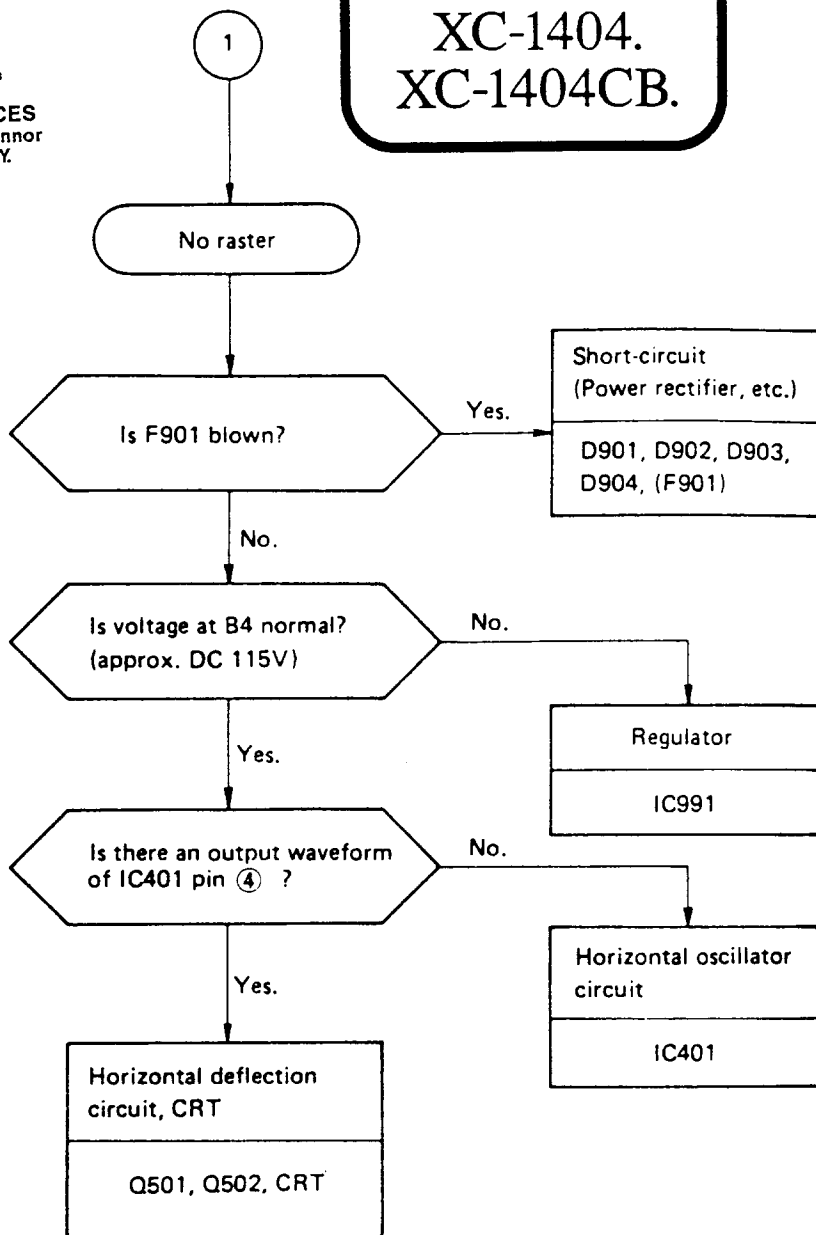 1
XC-1404.
XC-1404CB.
No raster
Is F901 blown?
Yes.
Short-circuit
(Power rectifier, etc.)
D901, D902, D903,
D904, (F901)
No.
Is voltage at B4 normal?
(approx. DC 115V)
No.
Regulator
IC991
Yes.
Is there an output waveform
of IC401 pin ④ ?
No.
Horizontal oscillator
circuit
IC401
Yes.
Horizontal deflection
circuit, CRT
Q501, Q502, CRT